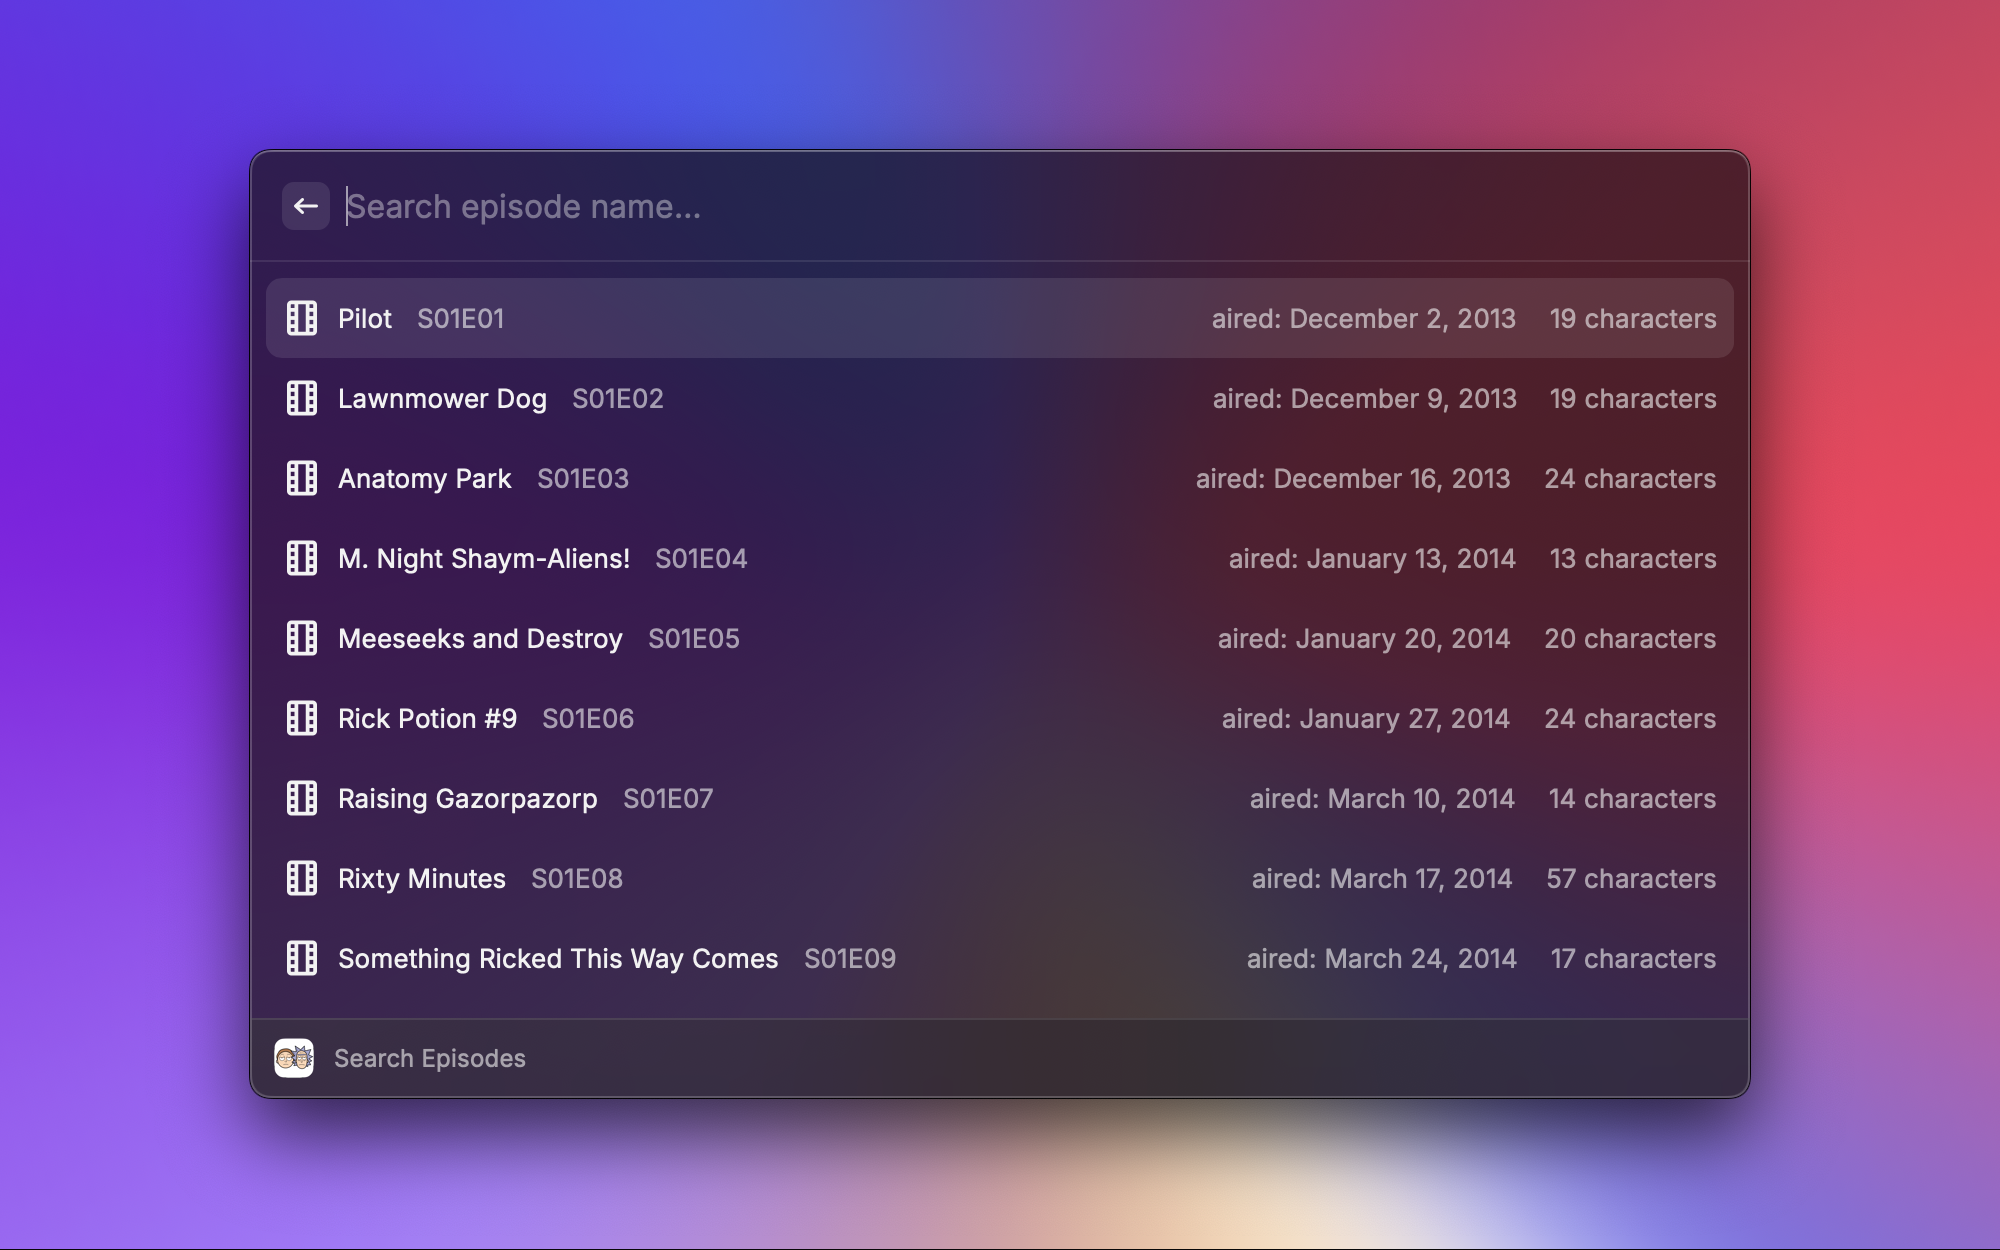 Search episode name...
Pilot S01E01 aired: December 2, 2013 19 characters
Lawnmower Dog S01E02 aired: December 9, 2013 19 characters
Anatomy Park S01E03 aired: December 16, 2013 24 characters
M. Night Shaym-Aliens! S01E04 aired: January 13, 2014 13 characters
Meeseeks and Destroy S01E05 aired: January 20, 2014 20 characters
Rick Potion #9 S01E06 aired: January 27, 2014 24 characters
Raising Gazorpazorp S01E07 aired: March 10, 2014 14 characters
Rixty Minutes S01E08 aired: March 17, 2014 57 characters
Something Ricked This Way Comes S01E09 aired: March 24, 2014 17 characters
Search Episodes